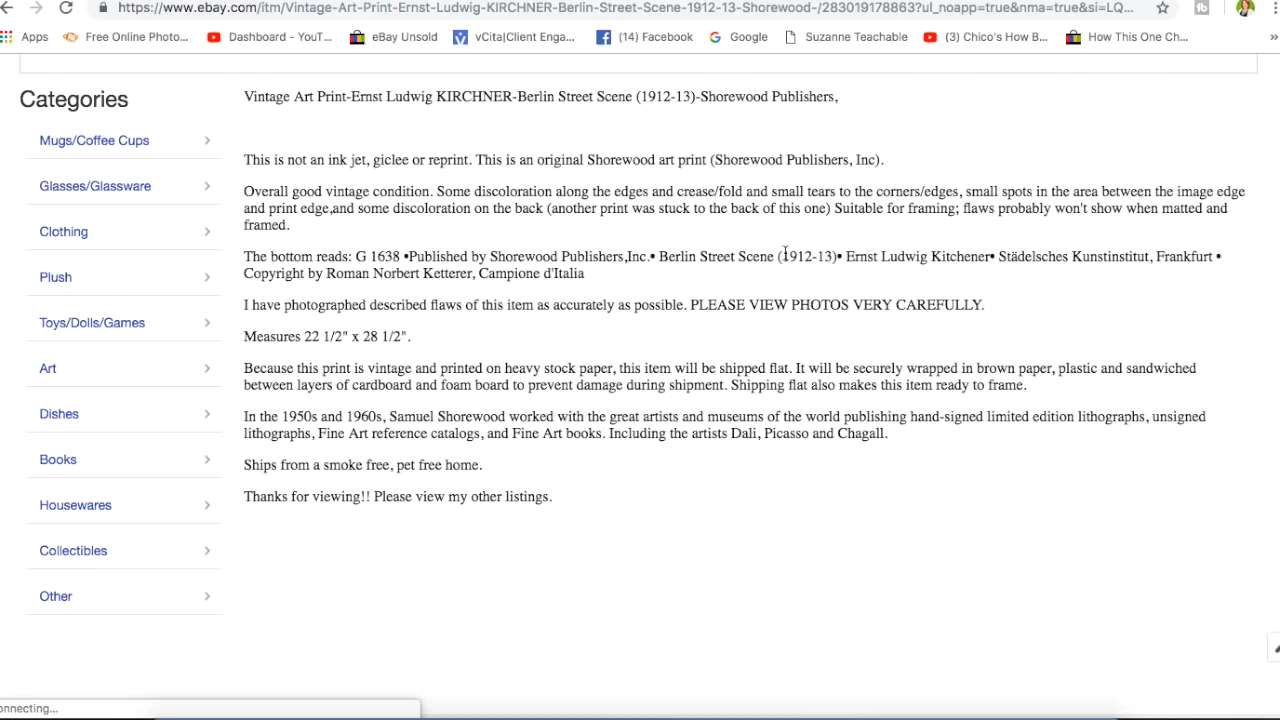 https://www.ebay.com/itm/Vintage-Art-Print-Ernst-Ludwig-KIRCHNER-Berlin-Street-Scene-1912-13-Shorewood-/283019178863?ul_noapp=true&nma=true&si=LQ...
Apps Free Online Photo... Dashboard - YouT... eBay Unsold vCita|Client Enga... (14) Facebook Google Suzanne Teachable (3) Chico's How B... How This One Ch... »
Categories
Mugs/Coffee Cups
Glasses/Glassware
Clothing
Plush
Toys/Dolls/Games
Art
Dishes
Books
Housewares
Collectibles
Other
Vintage Art Print-Ernst Ludwig KIRCHNER-Berlin Street Scene (1912-13)-Shorewood Publishers,
This is not an ink jet, giclee or reprint. This is an original Shorewood art print (Shorewood Publishers, Inc).
Overall good vintage condition. Some discoloration along the edges and crease/fold and small tears to the corners/edges, small spots in the area between the image edge
and print edge,and some discoloration on the back (another print was stuck to the back of this one) Suitable for framing; flaws probably won't show when matted and
framed.
The bottom reads: G 1638 •Published by Shorewood Publishers,Inc.• Berlin Street Scene (1912-13)• Ernst Ludwig Kitchener• Städelsches Kunstinstitut, Frankfurt •
Copyright by Roman Norbert Ketterer, Campione d'Italia
I have photographed described flaws of this item as accurately as possible. PLEASE VIEW PHOTOS VERY CAREFULLY.
Measures 22 1/2" x 28 1/2".
Because this print is vintage and printed on heavy stock paper, this item will be shipped flat. It will be securely wrapped in brown paper, plastic and sandwiched
between layers of cardboard and foam board to prevent damage during shipment. Shipping flat also makes this item ready to frame.
In the 1950s and 1960s, Samuel Shorewood worked with the great artists and museums of the world publishing hand-signed limited edition lithographs, unsigned
lithographs, Fine Art reference catalogs, and Fine Art books. Including the artists Dali, Picasso and Chagall.
Ships from a smoke free, pet free home.
Thanks for viewing!! Please view my other listings.
onnecting...